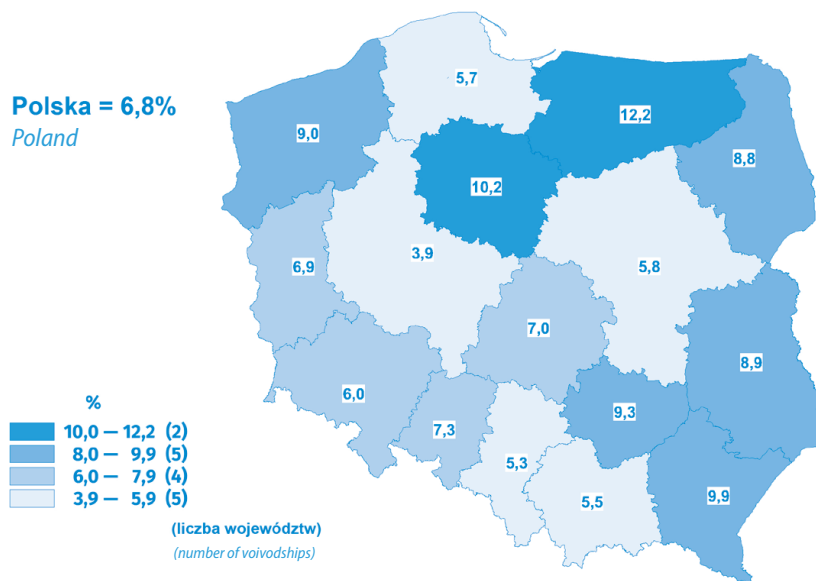 Polska = 6,8%
Poland
5,7
12,2
9,0
8,8
10,2
3,9
5,8
6,9
7,0
8,9
6,0
9,3
7,3
5,3
5,5
9,9
%
10,0 – 12,2 (2)
8,0 – 9,9 (5)
6,0 – 7,9 (4)
3,9 – 5,9 (5)
(liczba województw)
(number of voivodships)